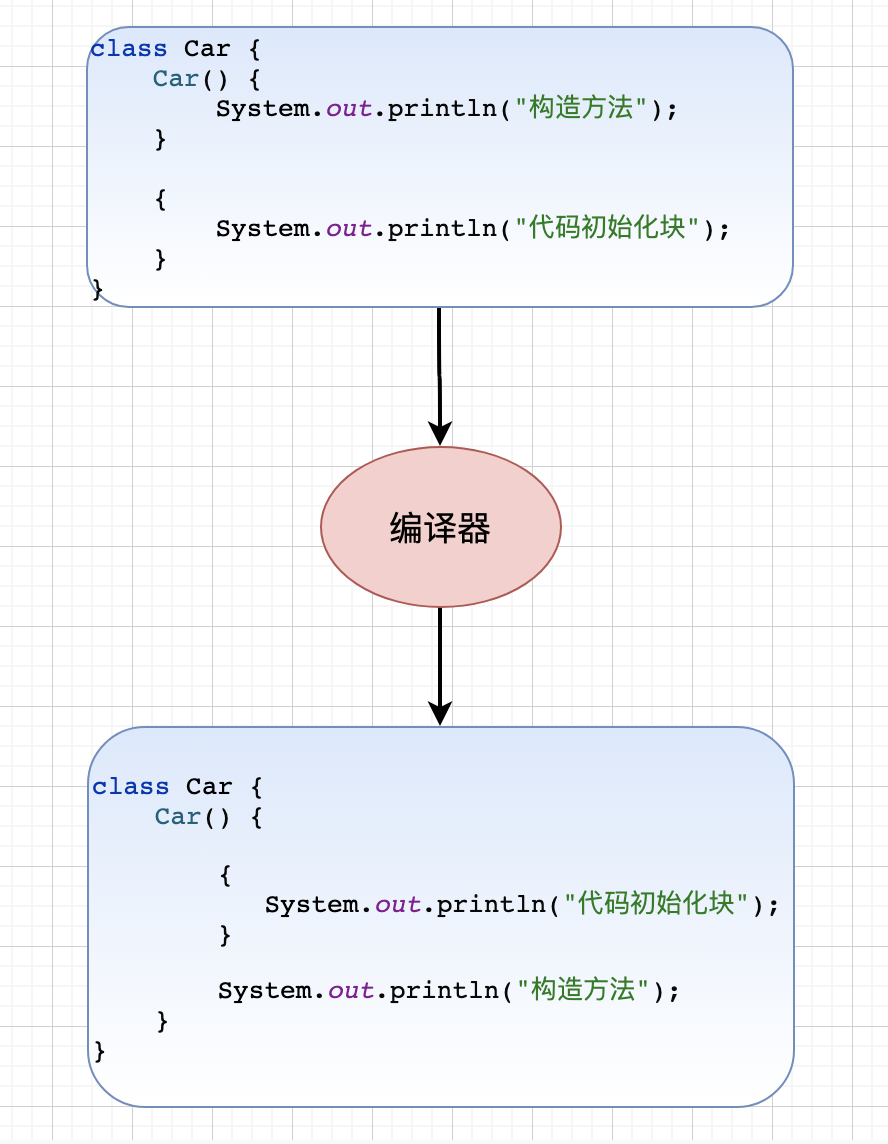 class Car {
    Car() {
        System.out.println("构造方法");
    }

    {
        System.out.println("代码初始化块");
    }
}
编译器
class Car {
    Car() {

        {
           System.out.println("代码初始化块");
        }

        System.out.println("构造方法");
    }
}